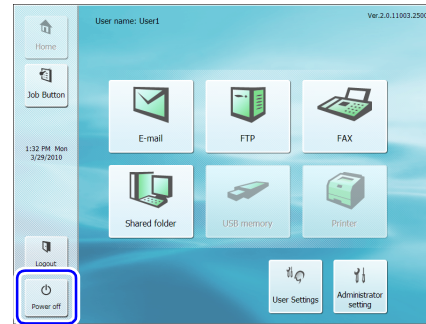 Home
User name: User1
Ver.2.0.11003.2500
Job Button
1:32 PM Mon
3/29/2010
E-mail
FTP
FAX
Shared folder
USB memory
Printer
Logout
Power off
User Settings
Administrator
setting